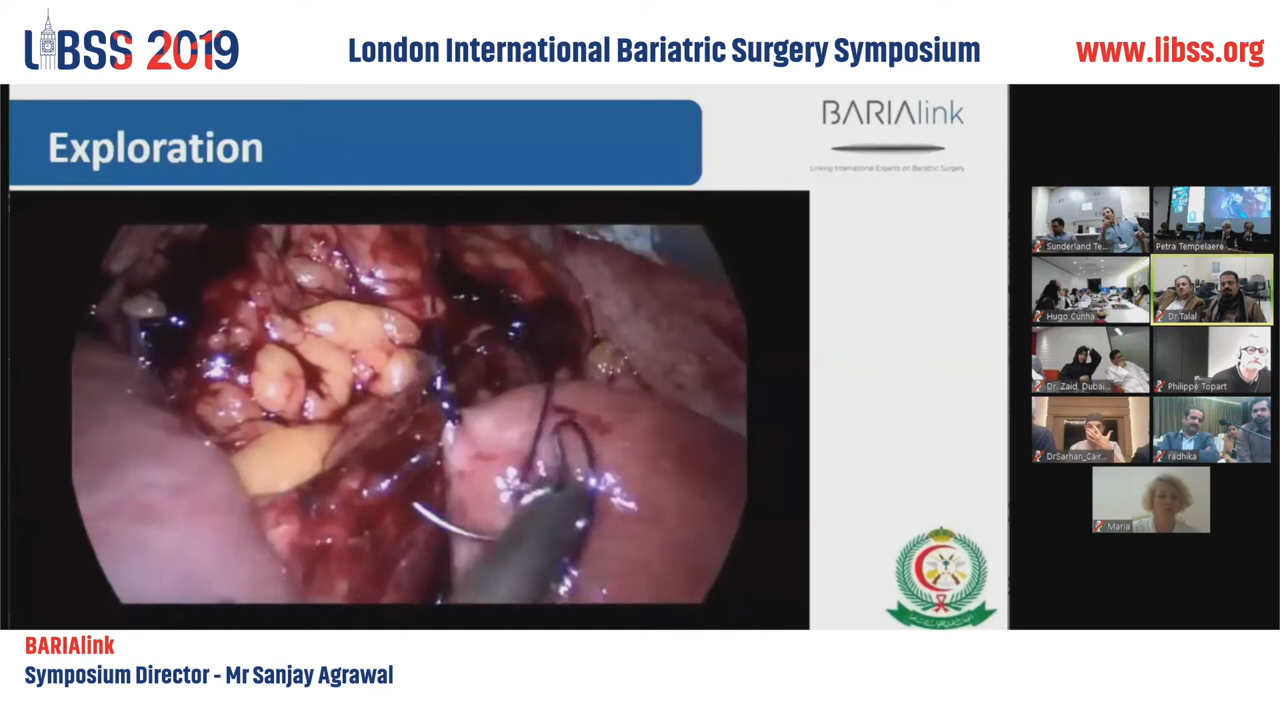 LIBSS 2019
London International Bariatric Surgery Symposium
www.libss.org
Exploration
BARIAlink
Linking International Experts on Bariatric Surgery
Sunderland Te...
Petra Tempelaere
Hugo Cunha
Dr.Talal
Dr. Zaid_Dubai...
Philippe Topart
DrSarhan_Cair...
radhika
Maria
BARIAlink
Symposium Director - Mr Sanjay Agrawal